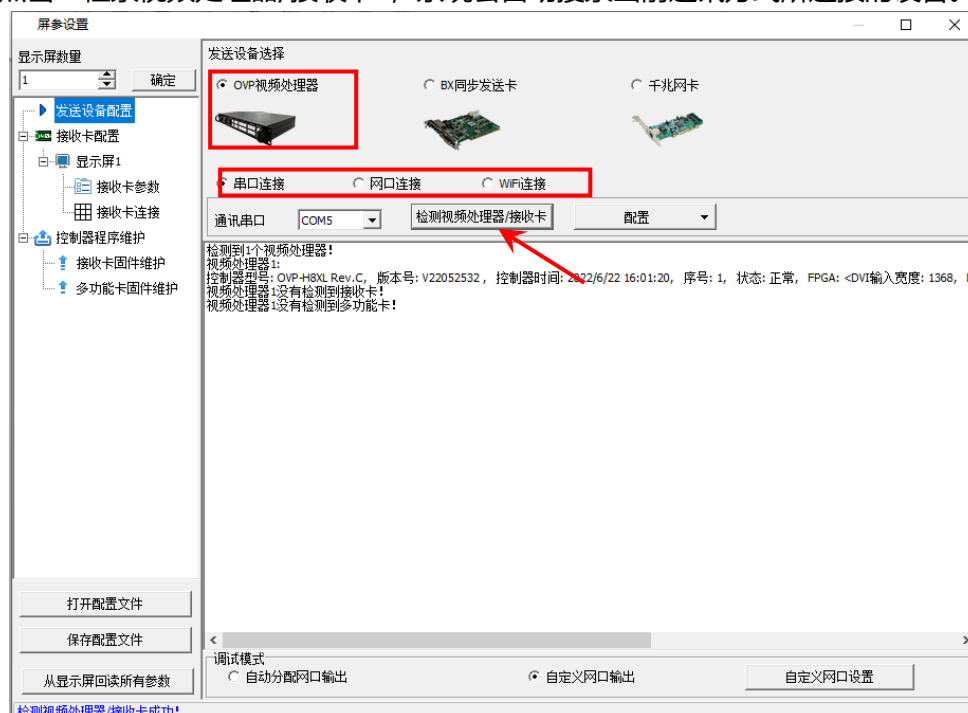 屏参设置
显示屏数量
1
确定
发送设备配置
接收卡配置
显示屏1
接收卡参数
接收卡连接
控制器程序维护
接收卡固件维护
多功能卡固件维护
打开配置文件
保存配置文件
从显示屏回读所有参数
发送设备选择
OVP视频处理器
BX同步发送卡
千兆网卡
串口连接
网口连接
WiFi连接
通讯串口
COM5
检测视频处理器/接收卡
配置
检测到1个视频处理器!
视频处理器1:
控制器型号: OVP-H8XL Rev.C, 版本号: V22052532 , 控制器时间: 2022/6/22 16:01:20, 序号: 1, 状态: 正常, FPGA: <DVI输入宽度: 1368,
视频处理器1没有检测到接收卡!
视频处理器1没有检测到多功能卡!
调试模式
自动分配网口输出
自定义网口输出
自定义网口设置
检测视频处理器/接收卡成功!